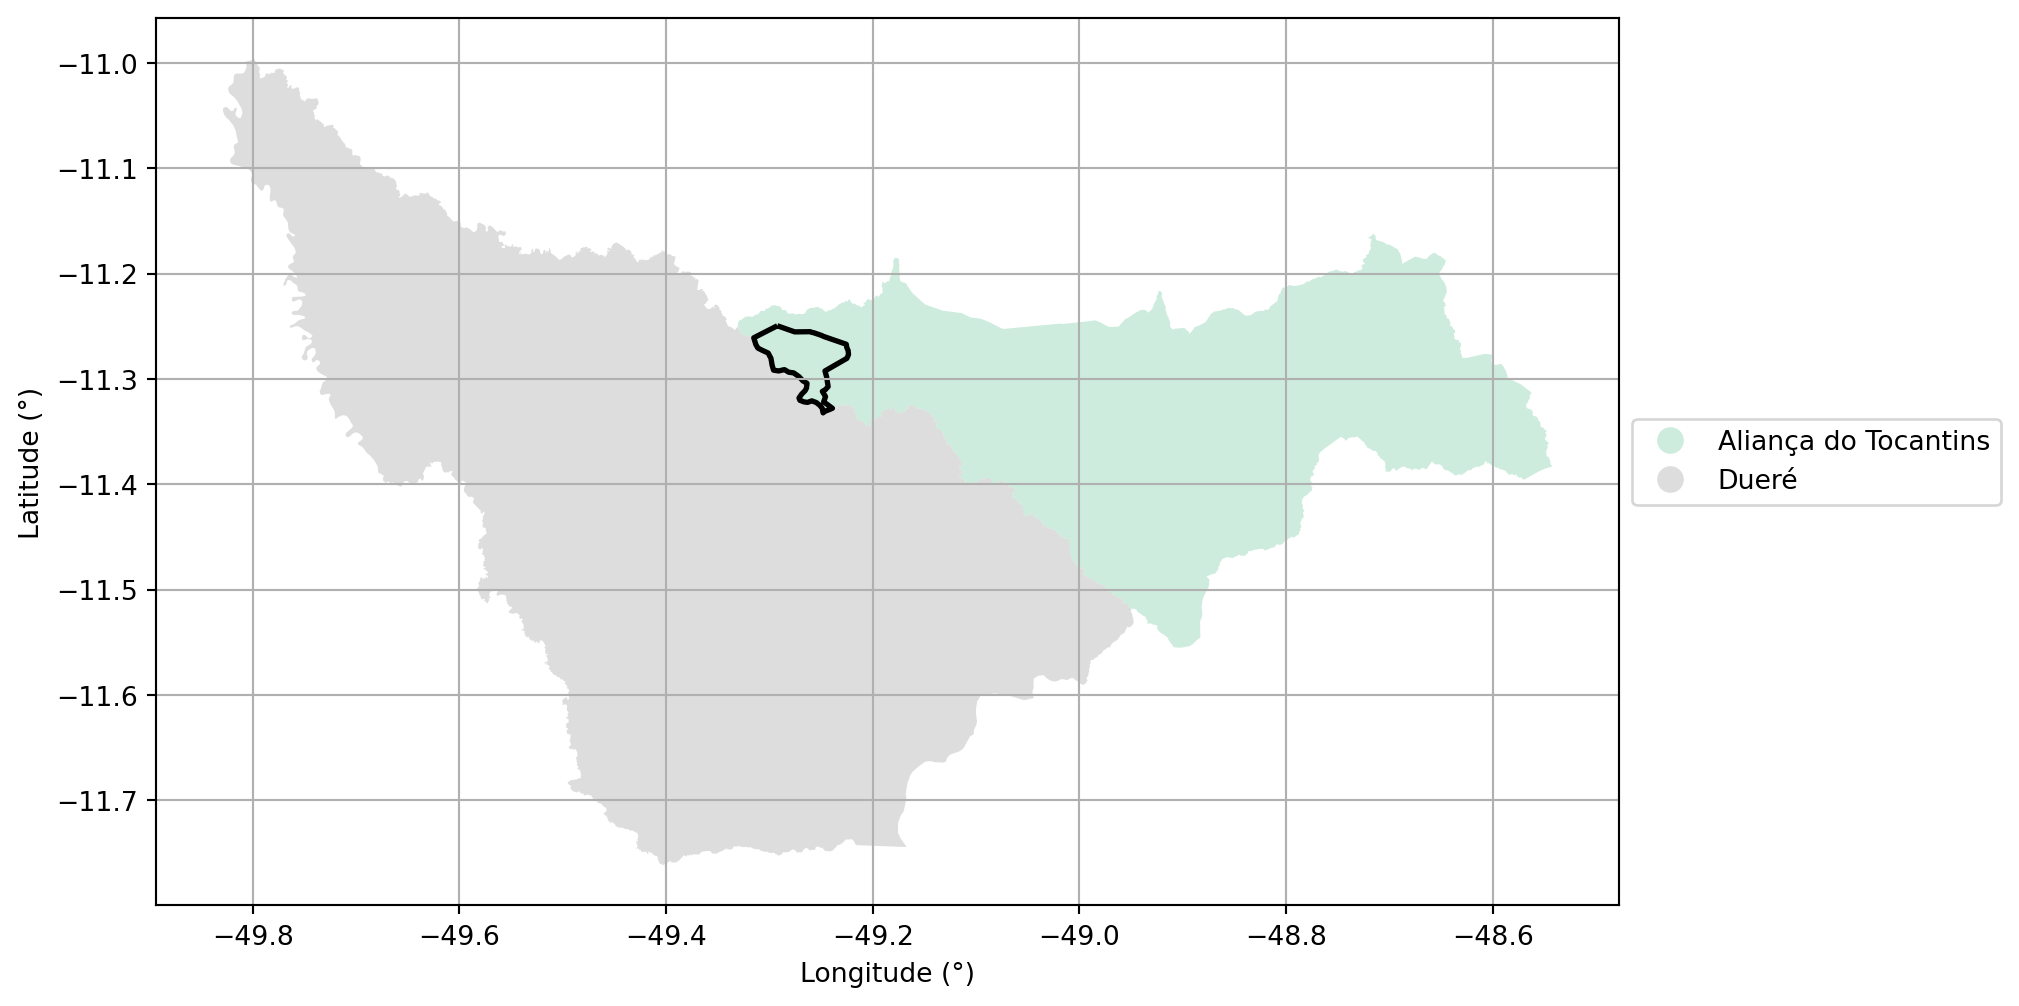 −11.0
−11.1
−11.2
−11.3
−11.4
−11.5
−11.6
−11.7
Latitude (°)
−49.8 −49.6 −49.4 −49.2 −49.0 −48.8 −48.6
Longitude (°)
Aliança do Tocantins
Dueré